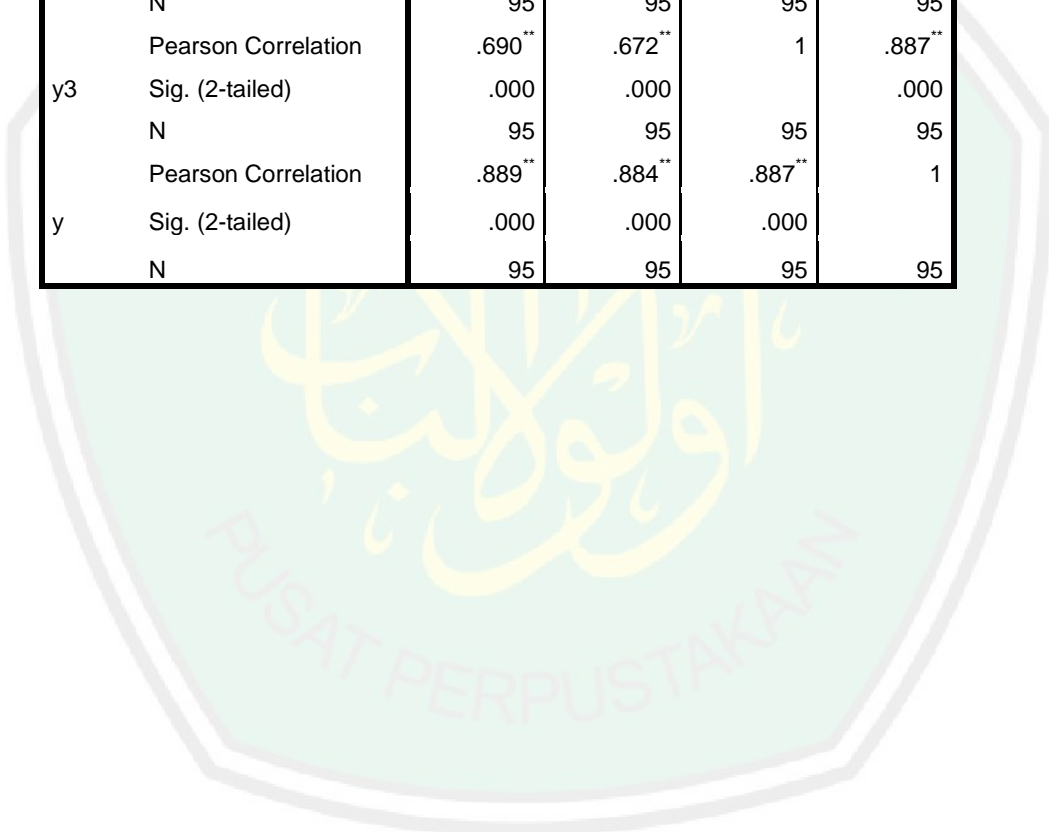 N 95 95 95 95
Pearson Correlation .690** .672** 1 .887**
y3 Sig. (2-tailed) .000 .000 .000
N 95 95 95 95
Pearson Correlation .889** .884** .887** 1
y Sig. (2-tailed) .000 .000 .000
N 95 95 95 95
اولوا الالباب
PUSAT PERPUSTAKAAN